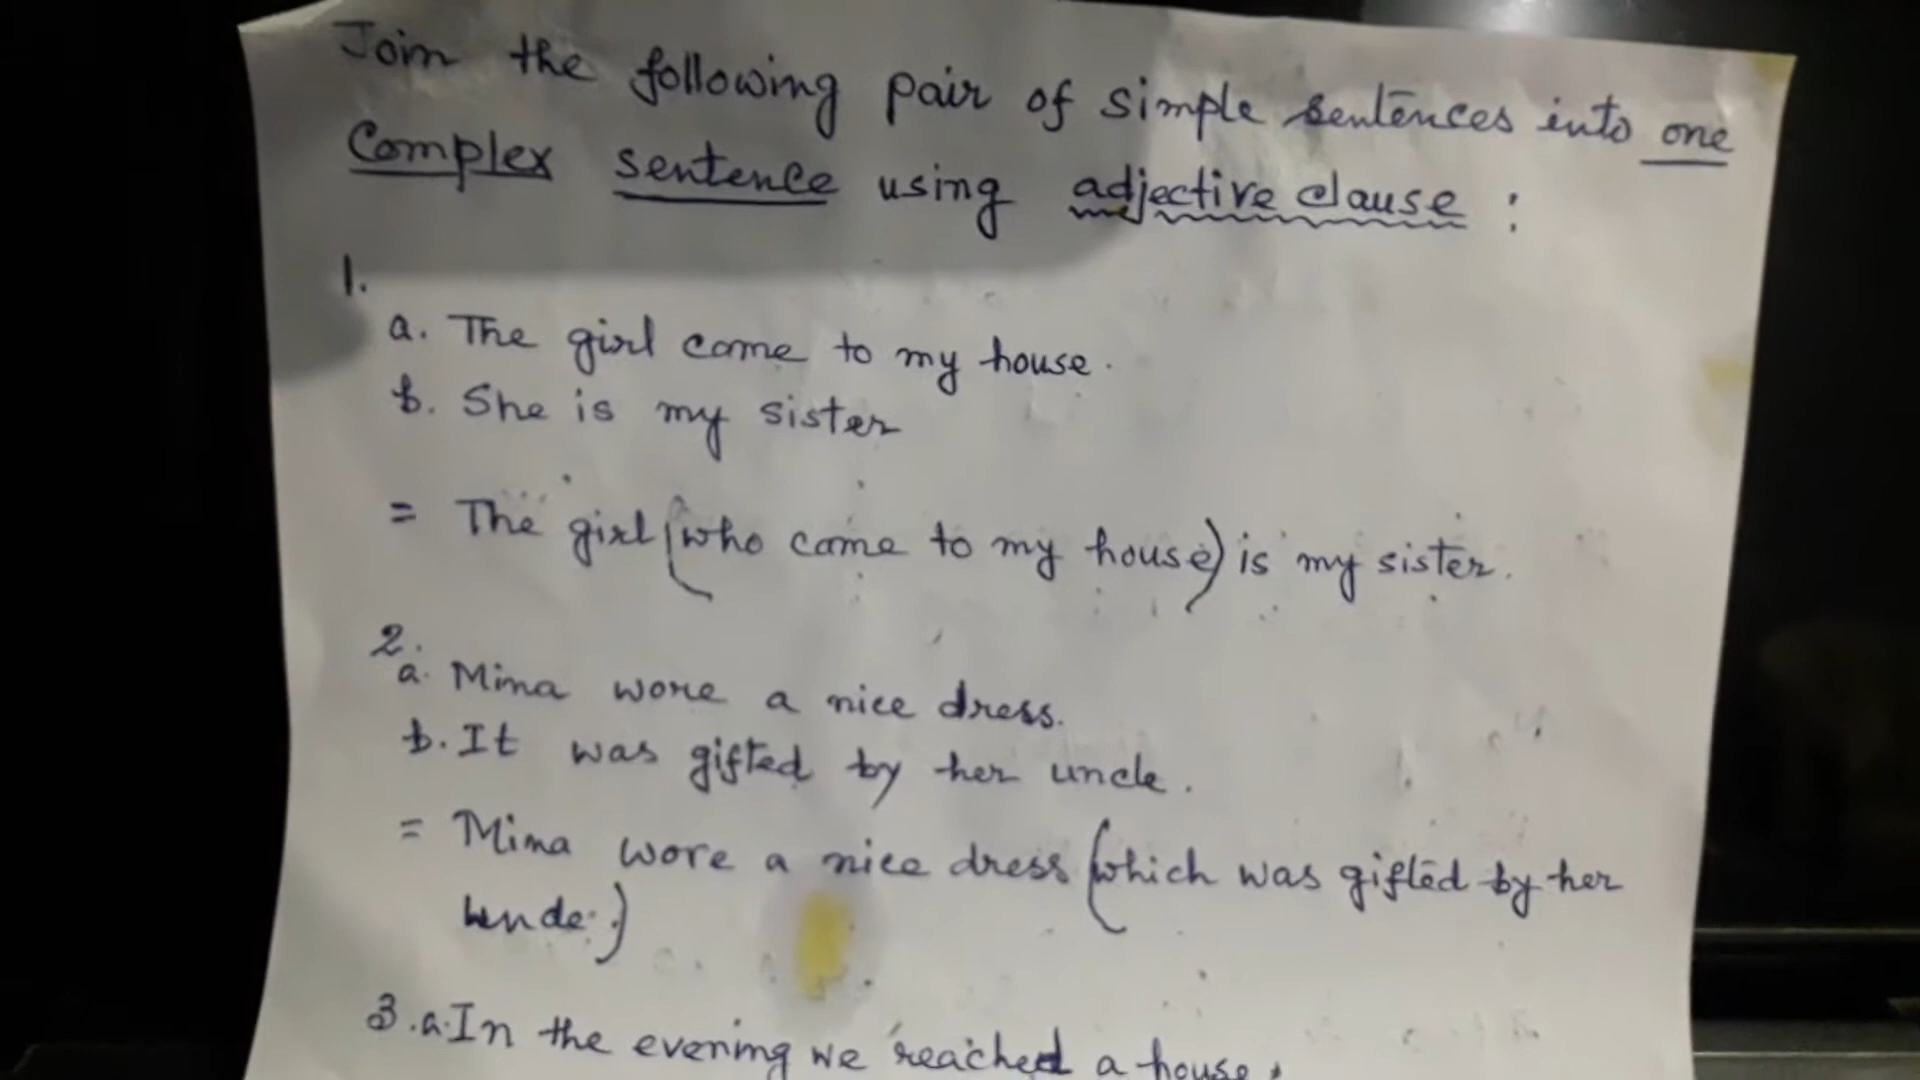 Join the following pair of simple sentences into one
Complex sentence using adjective clause :
1.
a. The girl came to my house.
b. She is my sister
= The girl (who came to my house) is my sister.
2.
a. Mina wore a nice dress.
b. It was gifted by her uncle.
= Mina wore a nice dress (which was gifted by her
uncle.)
3.a. In the evening we reached a house.